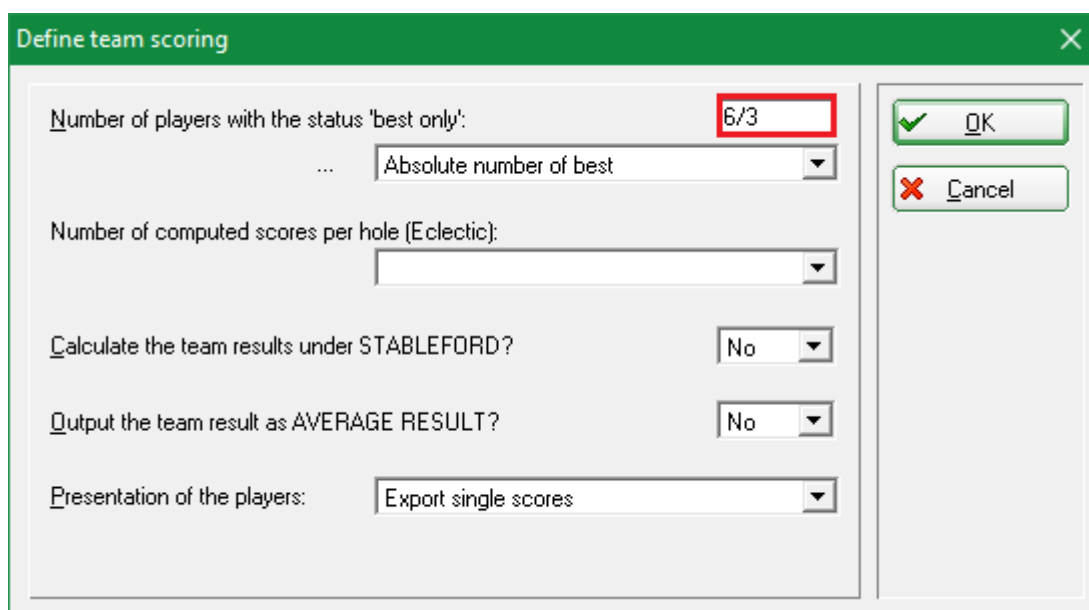 Define team scoring
Number of players with the status 'best only':
6/3
...
Absolute number of best
Number of computed scores per hole (Eclectic):
Calculate the team results under STABLEFORD?
No
Output the team result as AVERAGE RESULT?
No
Presentation of the players:
Export single scores
OK
Cancel